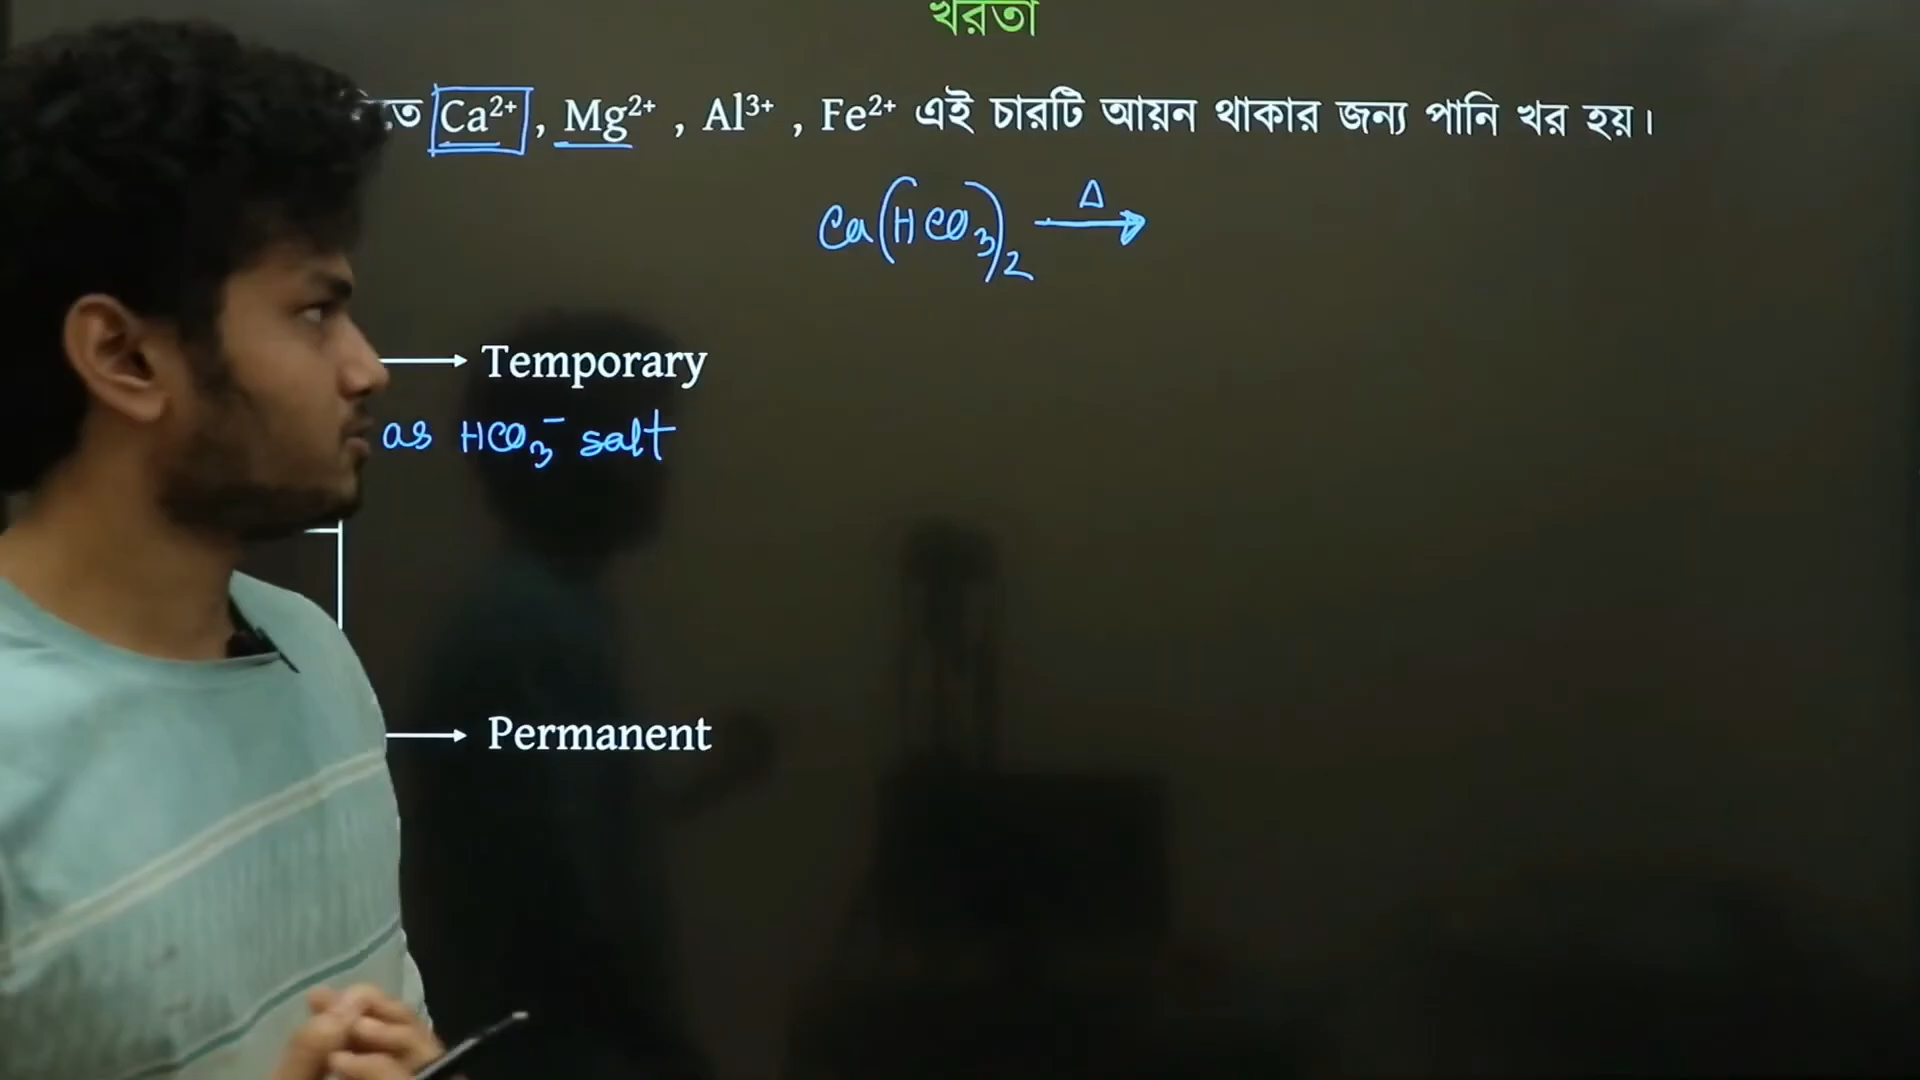 খরতা
Ca²⁺ , Mg²⁺ , Al³⁺ , Fe²⁺ এই চারটি আয়ন থাকার জন্য পানি খর হয়।
Ca(HCO₃)₂ —Δ→
→ Temporary
as HCO₃⁻ salt
→ Permanent